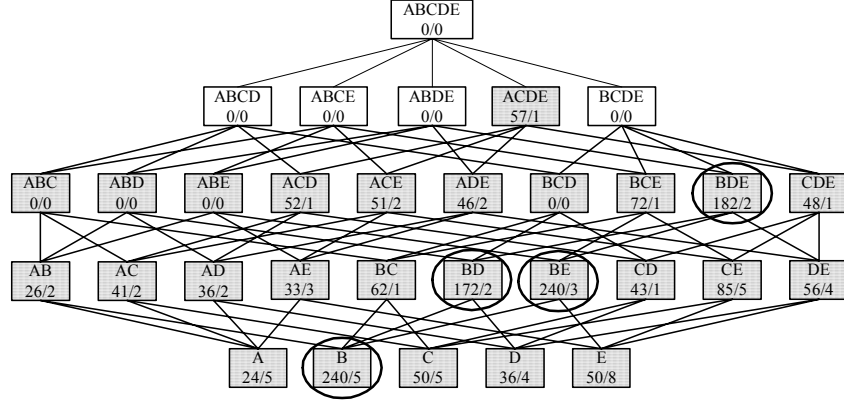 ABCDE
0/0
ABCD
0/0
ABCE
0/0
ABDE
0/0
ACDE
57/1
BCDE
0/0
ABC
0/0
ABD
0/0
ABE
0/0
ACD
52/1
ACE
51/2
ADE
46/2
BCD
0/0
BCE
72/1
BDE
182/2
CDE
48/1
AB
26/2
AC
41/2
AD
36/2
AE
33/3
BC
62/1
BD
172/2
BE
240/3
CD
43/1
CE
85/5
DE
56/4
A
24/5
B
240/5
C
50/5
D
36/4
E
50/8